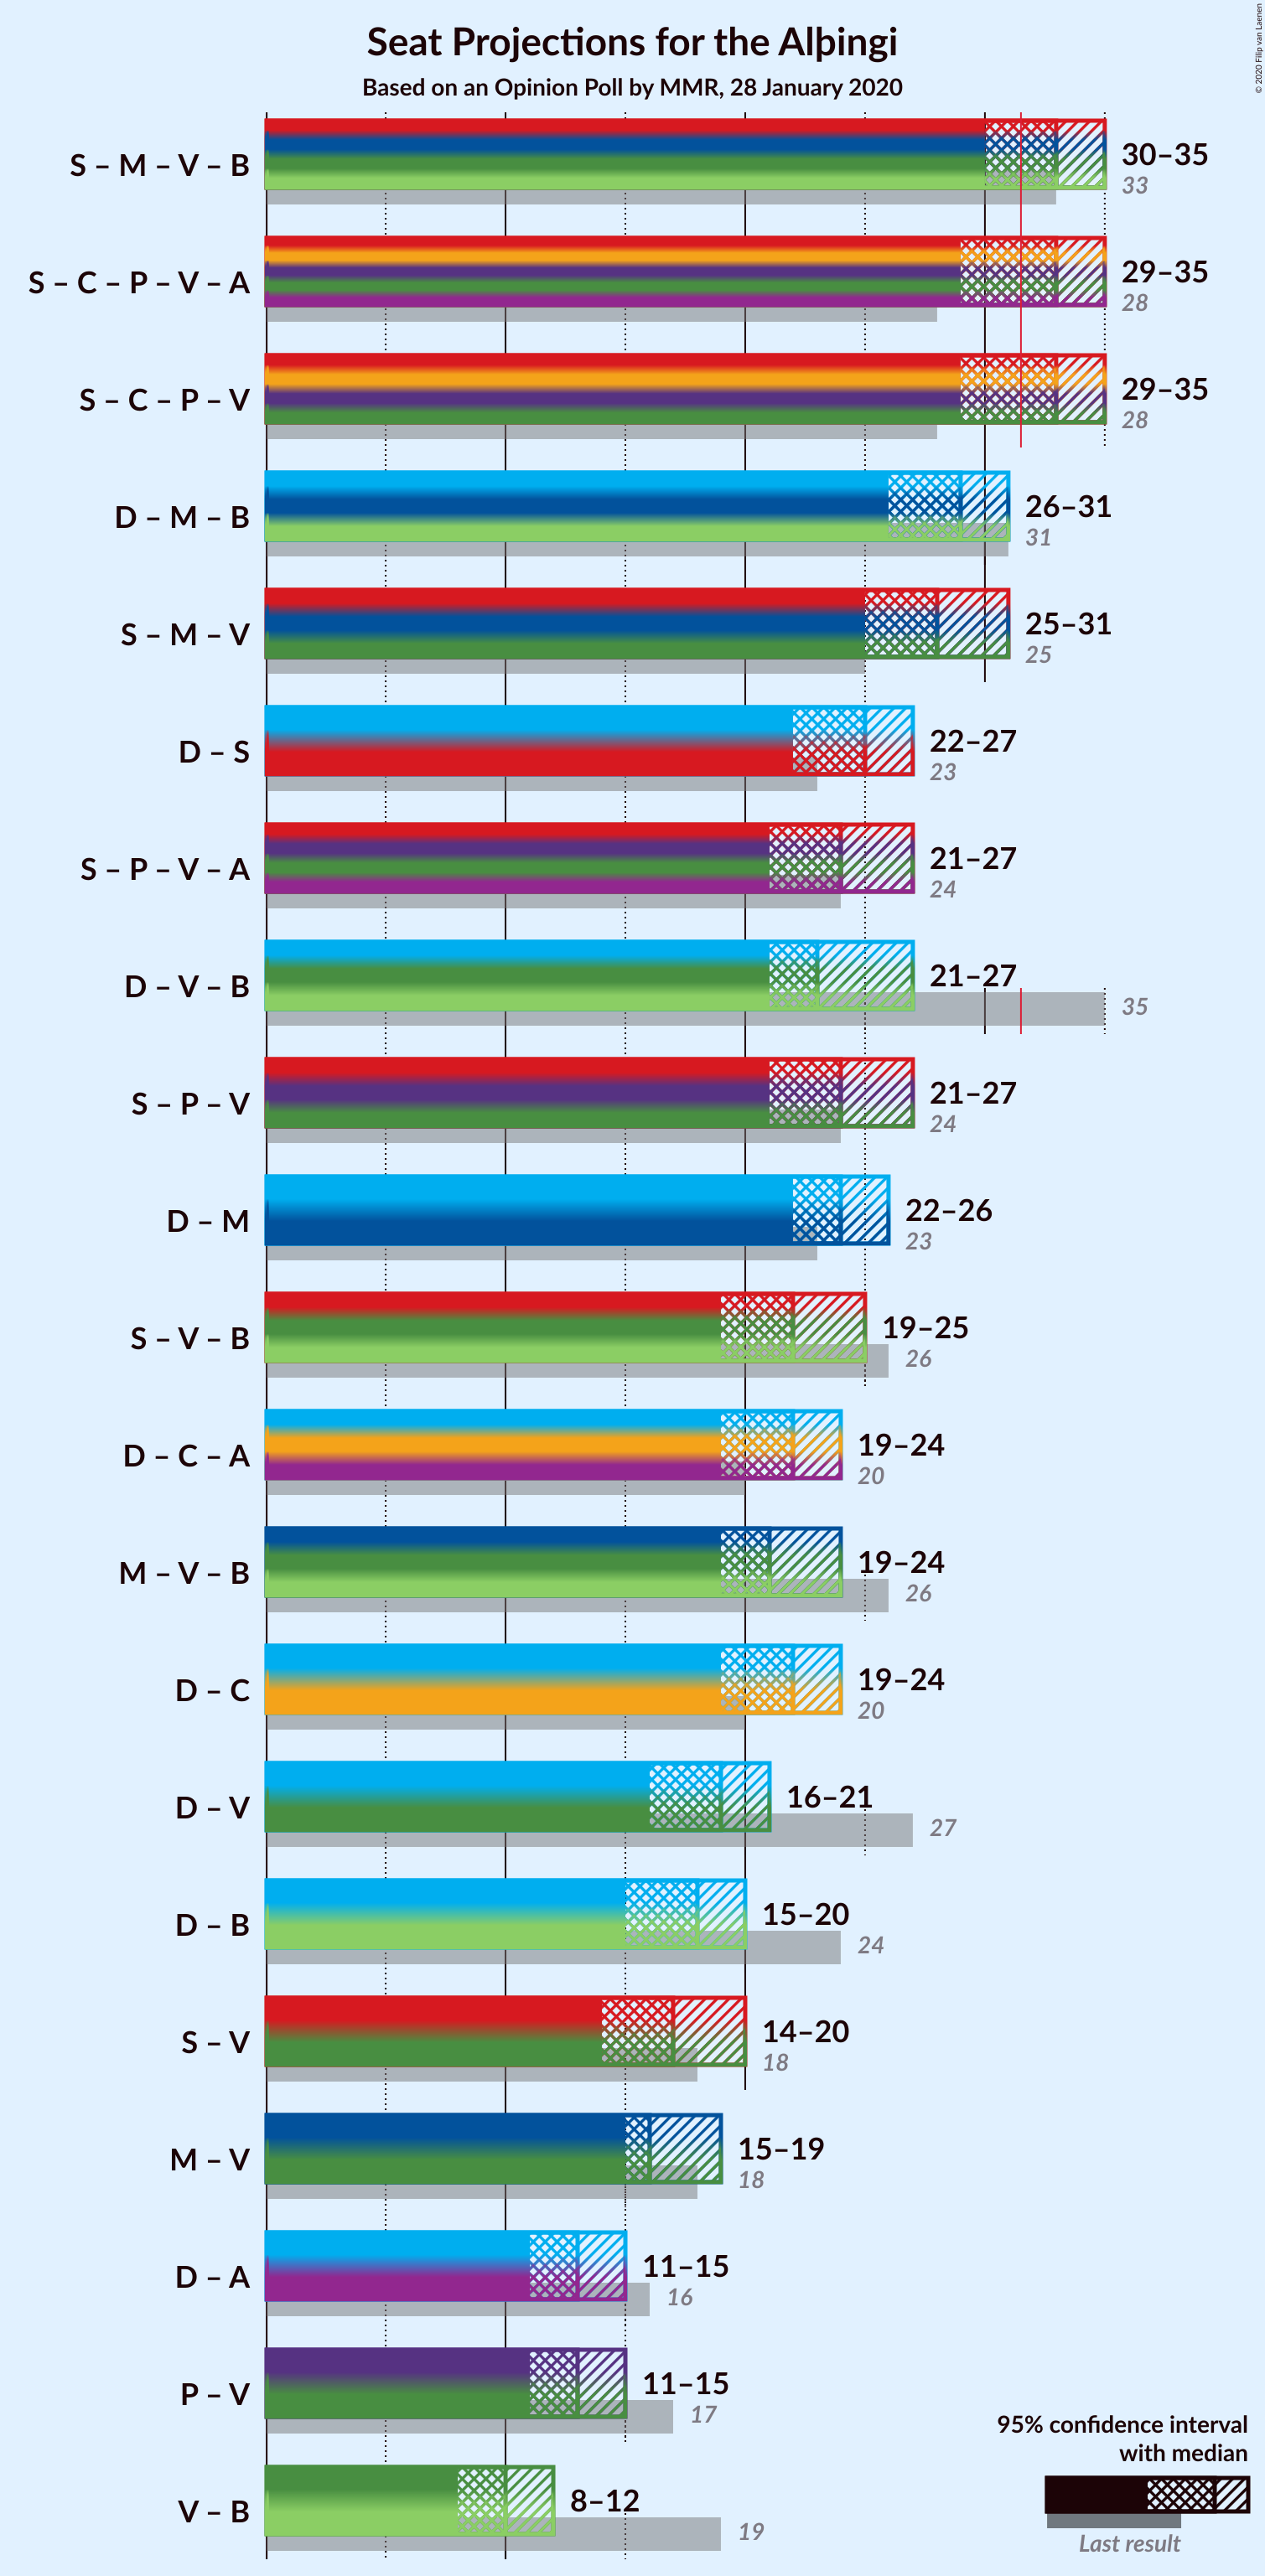 Seat Projections for the Alþingi
Based on an Opinion Poll by MMR, 28 January 2020
© 2020 Filip van Laenen
S – M – V – B
30–35
33
S – C – P – V – A
29–35
28
S – C – P – V
29–35
28
D – M – B
26–31
31
S – M – V
25–31
25
D – S
22–27
23
S – P – V – A
21–27
24
D – V – B
21–27
35
S – P – V
21–27
24
D – M
22–26
23
S – V – B
19–25
26
D – C – A
19–24
20
M – V – B
19–24
26
D – C
19–24
20
D – V
16–21
27
D – B
15–20
24
S – V
14–20
18
M – V
15–19
18
D – A
11–15
16
P – V
11–15
17
V – B
8–12
19
95% confidence interval
with median
Last result